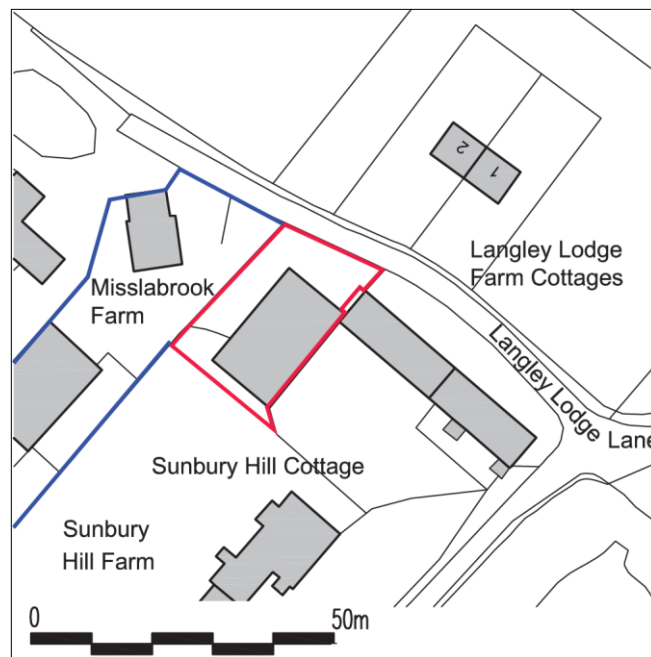 2
1
Langley Lodge
Farm Cottages
Misslabrook
Farm
Langley Lodge
Lane
Sunbury Hill Cottage
Sunbury
Hill Farm
0
50m